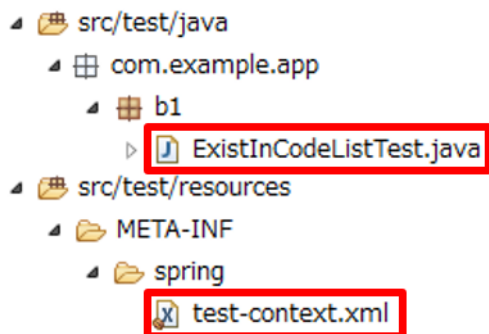 src/test/java
com.example.app
b1
ExistInCodeListTest.java
src/test/resources
META-INF
spring
test-context.xml